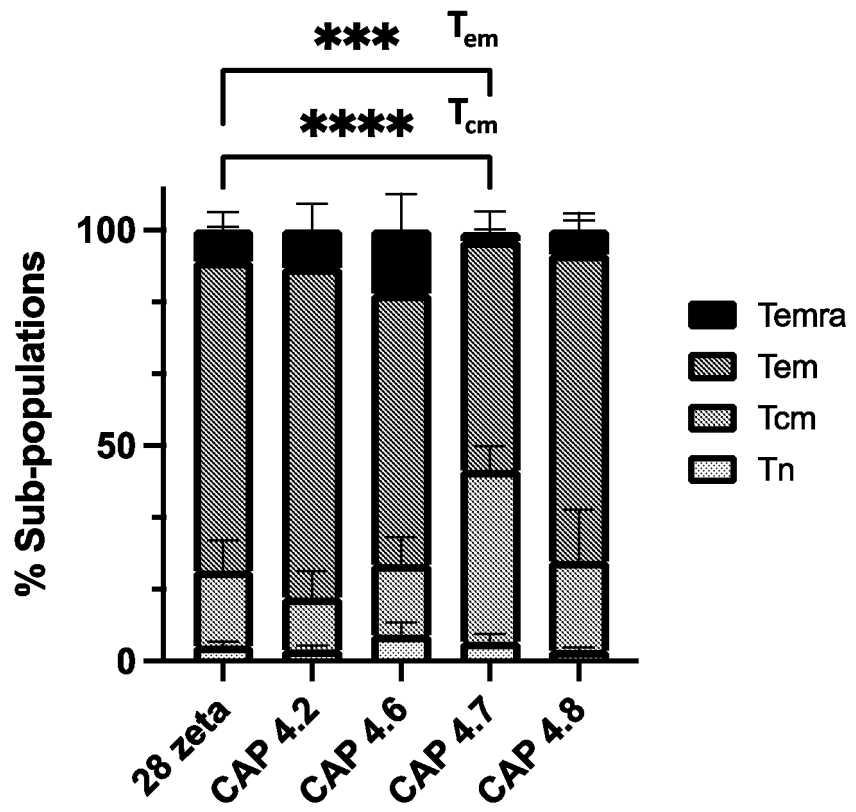 *** Tem
**** Tcm
100
50
0
% Sub-populations
28 zeta
CAP 4.2
CAP 4.6
CAP 4.7
CAP 4.8
Temra
Tem
Tcm
Tn